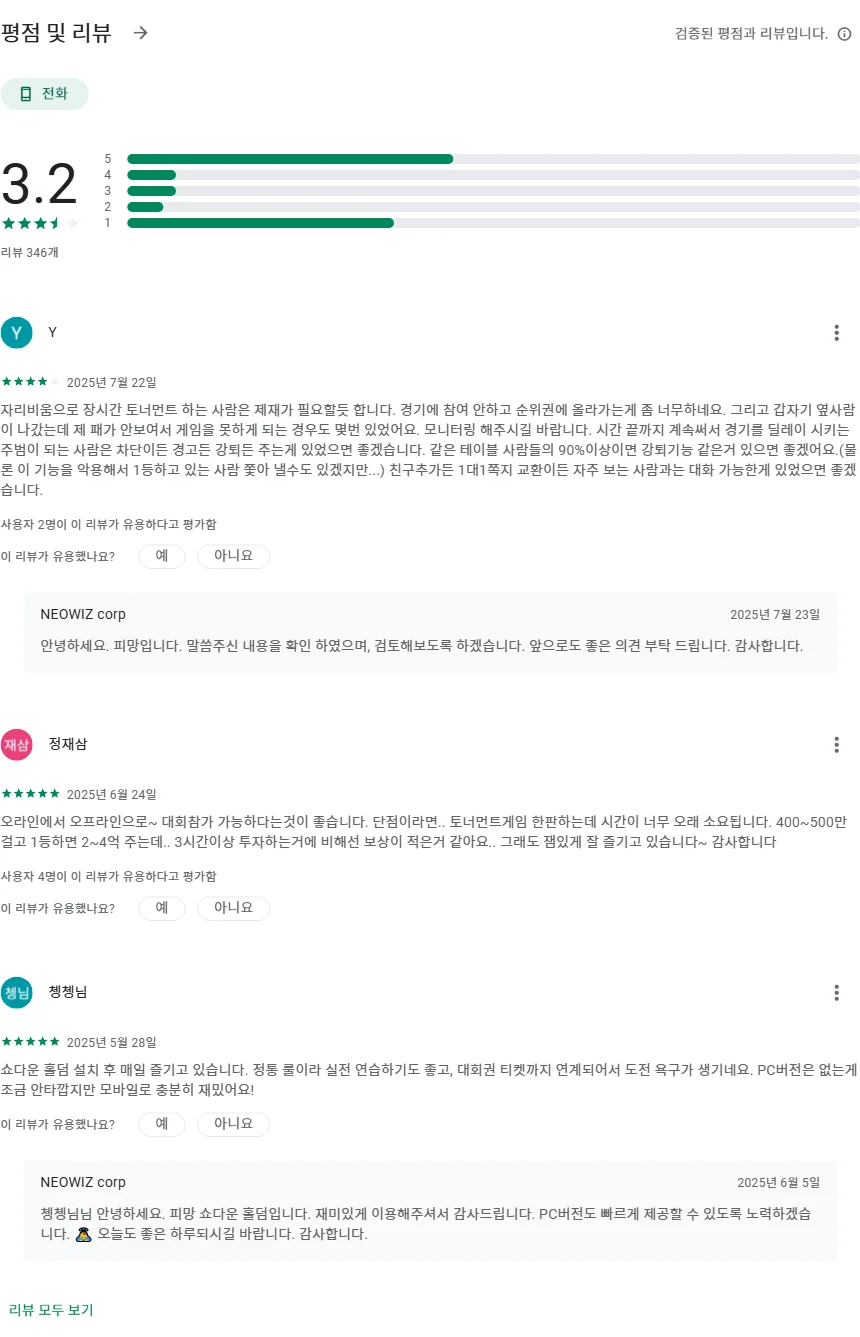 평점 및 리뷰
검증된 평점과 리뷰입니다.
전화
3.2
5
4
3
2
1
리뷰 346개
Y
Y
2025년 7월 22일
자리비움으로 장시간 토너먼트 하는 사람은 제재가 필요할듯 합니다. 경기에 참여 안하고 순위권에 올라가는게 좀 너무하네요. 그리고 갑자기 옆사람
이 나갔는데 제 패가 안보여서 게임을 못하게 되는 경우도 몇번 있었어요. 모니터링 해주시길 바랍니다. 시간 끝까지 계속써서 경기를 딜레이 시키는
주범이 되는 사람은 차단이든 경고든 강퇴든 주는게 있었으면 좋겠습니다. 같은 테이블 사람들의 90%이상이면 강퇴기능 같은거 있으면 좋겠어요.(물
론 이 기능을 악용해서 1등하고 있는 사람 쫓아 낼수도 있겠지만...) 친구추가든 1대1쪽지 교환이든 자주 보는 사람과는 대화 가능한게 있었으면 좋겠
습니다.
사용자 2명이 이 리뷰가 유용하다고 평가함
이 리뷰가 유용했나요?
예
아니요
NEOWIZ corp
2025년 7월 23일
안녕하세요. 피망입니다. 말씀주신 내용을 확인 하였으며, 검토해보도록 하겠습니다. 앞으로도 좋은 의견 부탁 드립니다. 감사합니다.
재삼
정재삼
2025년 6월 24일
오라인에서 오프라인으로~ 대회참가 가능하다는것이 좋습니다. 단점이라면.. 토너먼트게임 한판하는데 시간이 너무 오래 소요됩니다. 400~500만
걸고 1등하면 2~4억 주는데.. 3시간이상 투자하는거에 비해선 보상이 적은거 같아요.. 그래도 잼있게 잘 즐기고 있습니다~ 감사합니다
사용자 4명이 이 리뷰가 유용하다고 평가함
이 리뷰가 유용했나요?
예
아니요
쳉님
쳉쳉님
2025년 5월 28일
쇼다운 홀덤 설치 후 매일 즐기고 있습니다. 정통 룰이라 실전 연습하기도 좋고, 대회권 티켓까지 연계되어서 도전 욕구가 생기네요. PC버전은 없는게
조금 안타깝지만 모바일로 충분히 재밌어요!
이 리뷰가 유용했나요?
예
아니요
NEOWIZ corp
2025년 6월 5일
쳉쳉님님 안녕하세요. 피망 쇼다운 홀덤입니다. 재미있게 이용해주셔서 감사드립니다. PC버전도 빠르게 제공할 수 있도록 노력하겠습
니다. 오늘도 좋은 하루되시길 바랍니다. 감사합니다.
리뷰 모두 보기